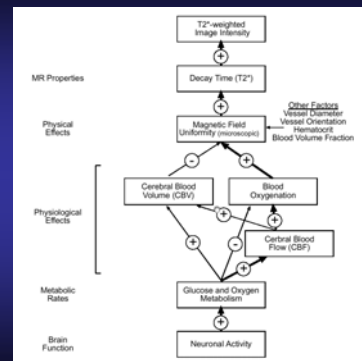 T2*-weighted
Image Intensity
+
MR Properties
Decay Time (T2*)
+
Physical
Effects
Magnetic Field
Uniformity (microscopic)
Other Factors
Vessel Diameter
Vessel Orientation
Hematocrit
Blood Volume Fraction
-
+
Cerebral Blood
Volume (CBV)
Blood
Oxygenation
Physiological
Effects
+
+
+
-
Cerbral Blood
Flow (CBF)
+
Metabolic
Rates
Glucose and Oxygen
Metabolism
+
Brain
Function
Neuronal Activity